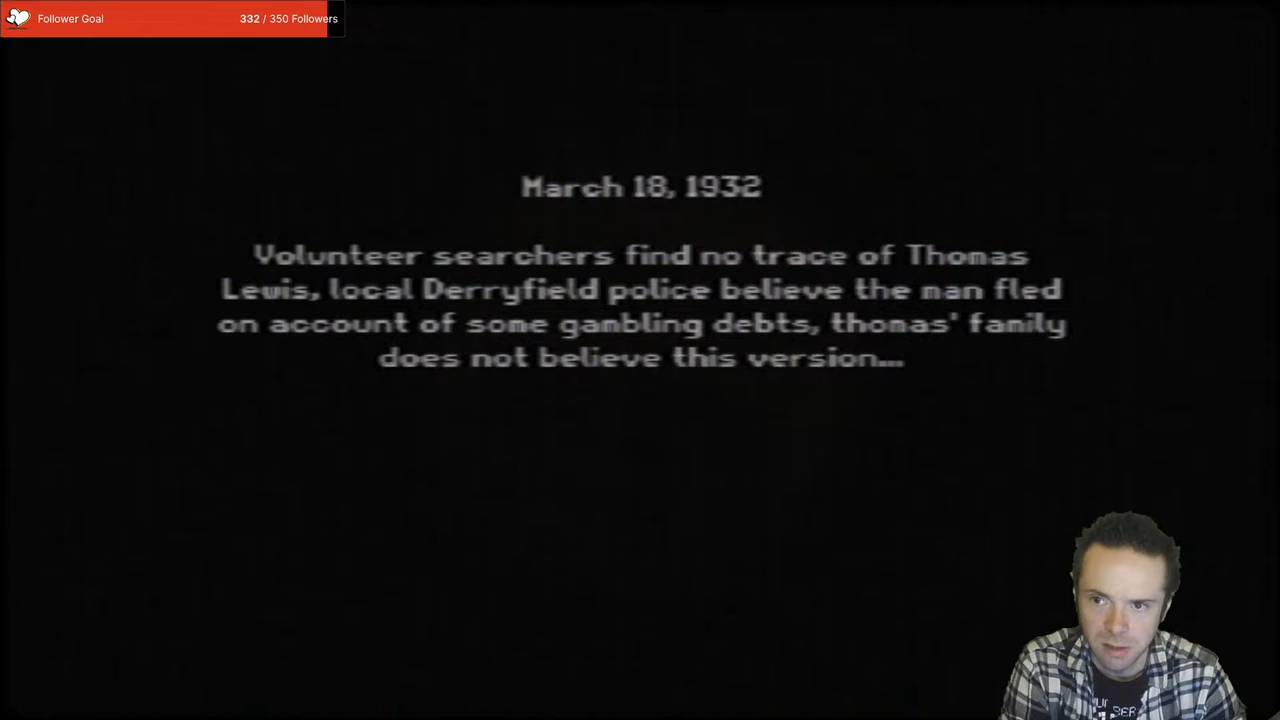 Follower Goal
332 / 350 Followers
March 18, 1932
Volunteer searchers find no trace of Thomas
Lewis, local Derryfield police believe the man fled
on account of some gambling debts, thomas' family
does not believe this version...